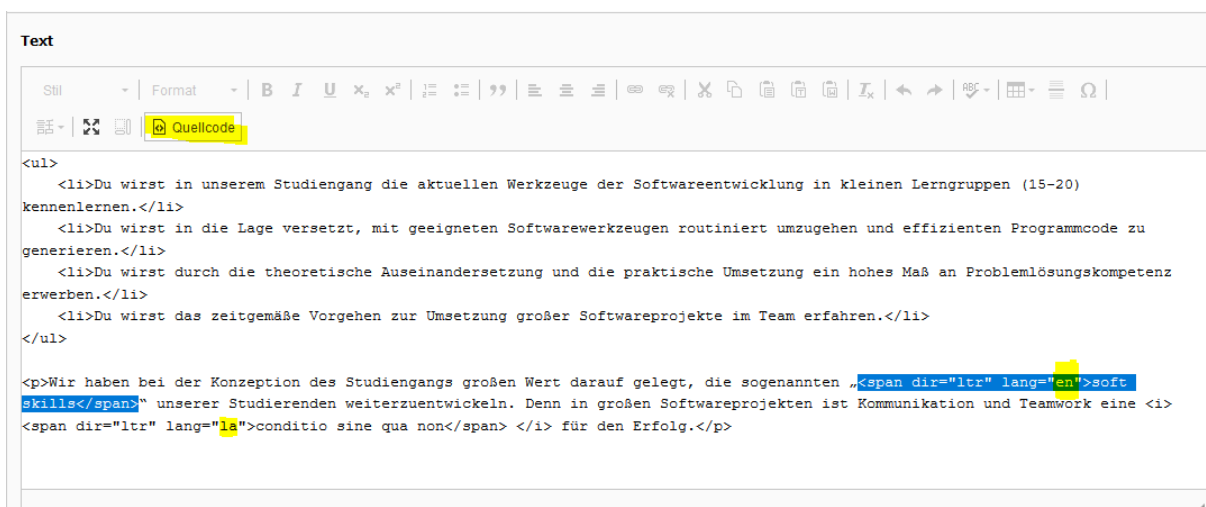 Text
Stil Format B I U x₂ x² ❞ Iₓ ABC Ω
話 Quellcode
<ul>
    <li>Du wirst in unserem Studiengang die aktuellen Werkzeuge der Softwareentwicklung in kleinen Lerngruppen (15-20)
kennenlernen.</li>
    <li>Du wirst in die Lage versetzt, mit geeigneten Softwarewerkzeugen routiniert umzugehen und effizienten Programmcode zu
generieren.</li>
    <li>Du wirst durch die theoretische Auseinandersetzung und die praktische Umsetzung ein hohes Maß an Problemlösungskompetenz
erwerben.</li>
    <li>Du wirst das zeitgemäße Vorgehen zur Umsetzung großer Softwareprojekte im Team erfahren.</li>
</ul>
<p>Wir haben bei der Konzeption des Studiengangs großen Wert darauf gelegt, die sogenannten „<span dir="ltr" lang="en">soft
skills</span>“ unserer Studierenden weiterzuentwickeln. Denn in großen Softwareprojekten ist Kommunikation und Teamwork eine <i>
<span dir="ltr" lang="la">conditio sine qua non</span> </i> für den Erfolg.</p>